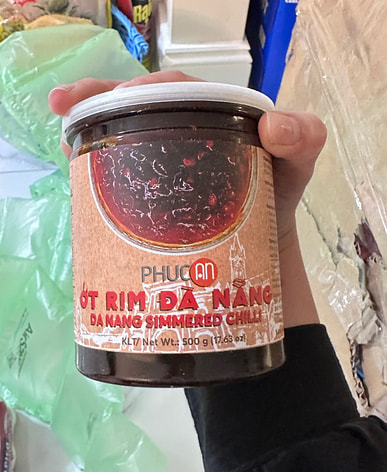 PHUC AN
ỚT RIM ĐÀ NẴNG
DA NANG SIMMERED CHILLI
KLT/ Net Wt.: 500 g (17.63 oz)